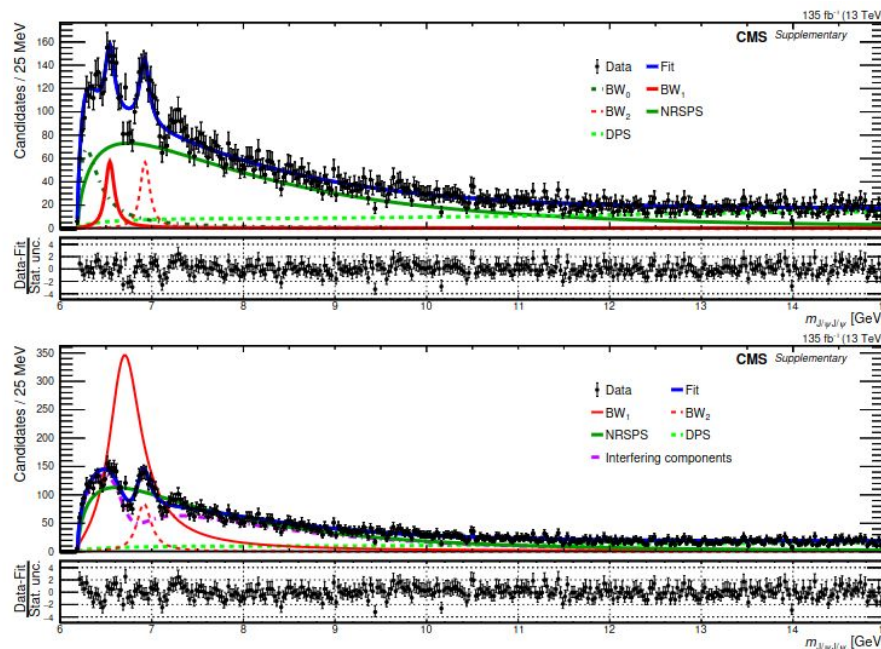 135 fb⁻¹ (13 TeV)
CMS Supplementary
Candidates / 25 MeV
160
140
120
100
80
60
40
20
0
Data Fit
BW₀ BW₁
BW₂ NRSPS
DPS
Data-Fit
Stat. unc.
4
2
0
−2
−4
6 7 8 9 10 11 12 13 14
m_J/ψJ/ψ [GeV]
135 fb⁻¹ (13 TeV)
CMS Supplementary
Candidates / 25 MeV
350
300
250
200
150
100
50
0
Data Fit
BW₁ BW₂
NRSPS DPS
Interfering components
Data-Fit
Stat. unc.
4
2
0
−2
−4
6 7 8 9 10 11 12 13 14
m_J/ψJ/ψ [GeV]